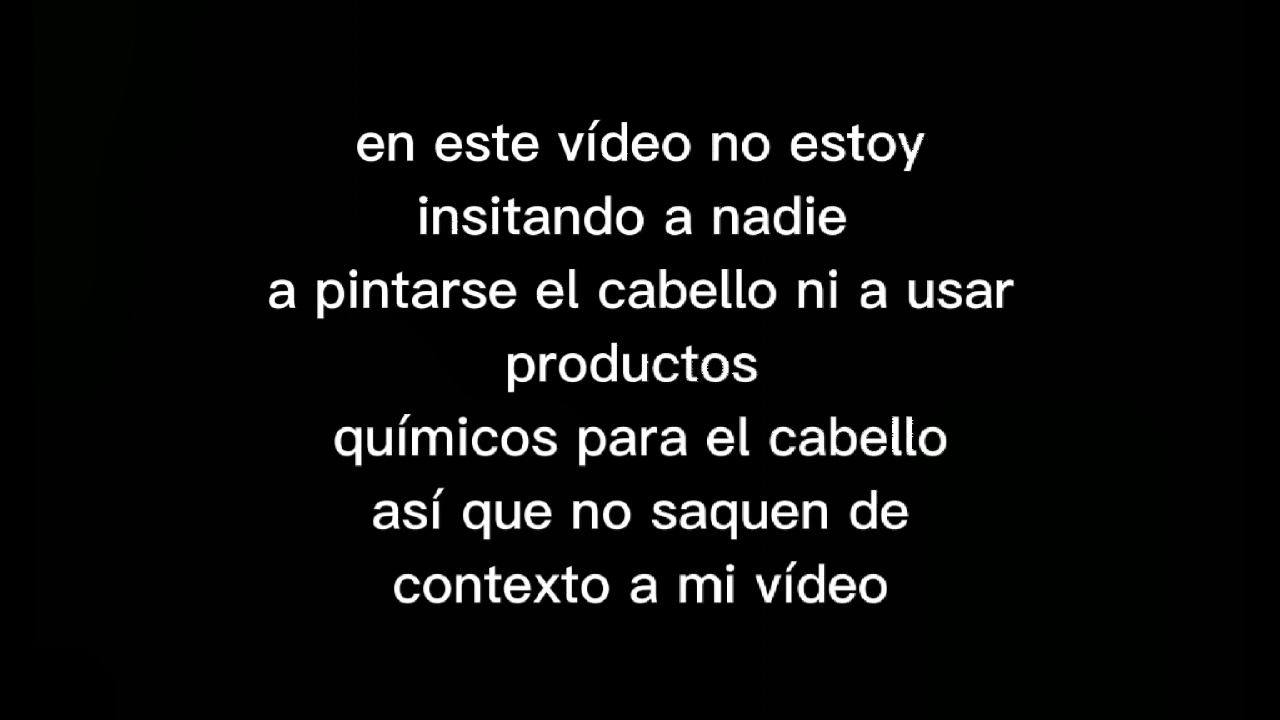 en este vídeo no estoy
insitando a nadie
a pintarse el cabello ni a usar
productos
químicos para el cabello
así que no saquen de
contexto a mi vídeo